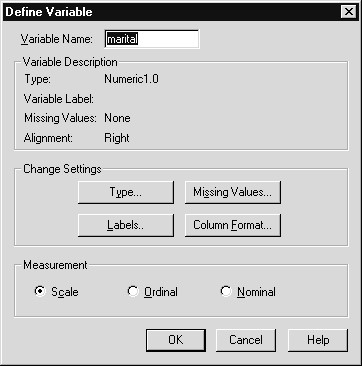 Define Variable
Variable Name: marital
Variable Description
Type: Numeric1.0
Variable Label:
Missing Values: None
Alignment: Right
Change Settings
Type... Missing Values...
Labels.. Column Format...
Measurement
Scale Ordinal Nominal
OK Cancel Help